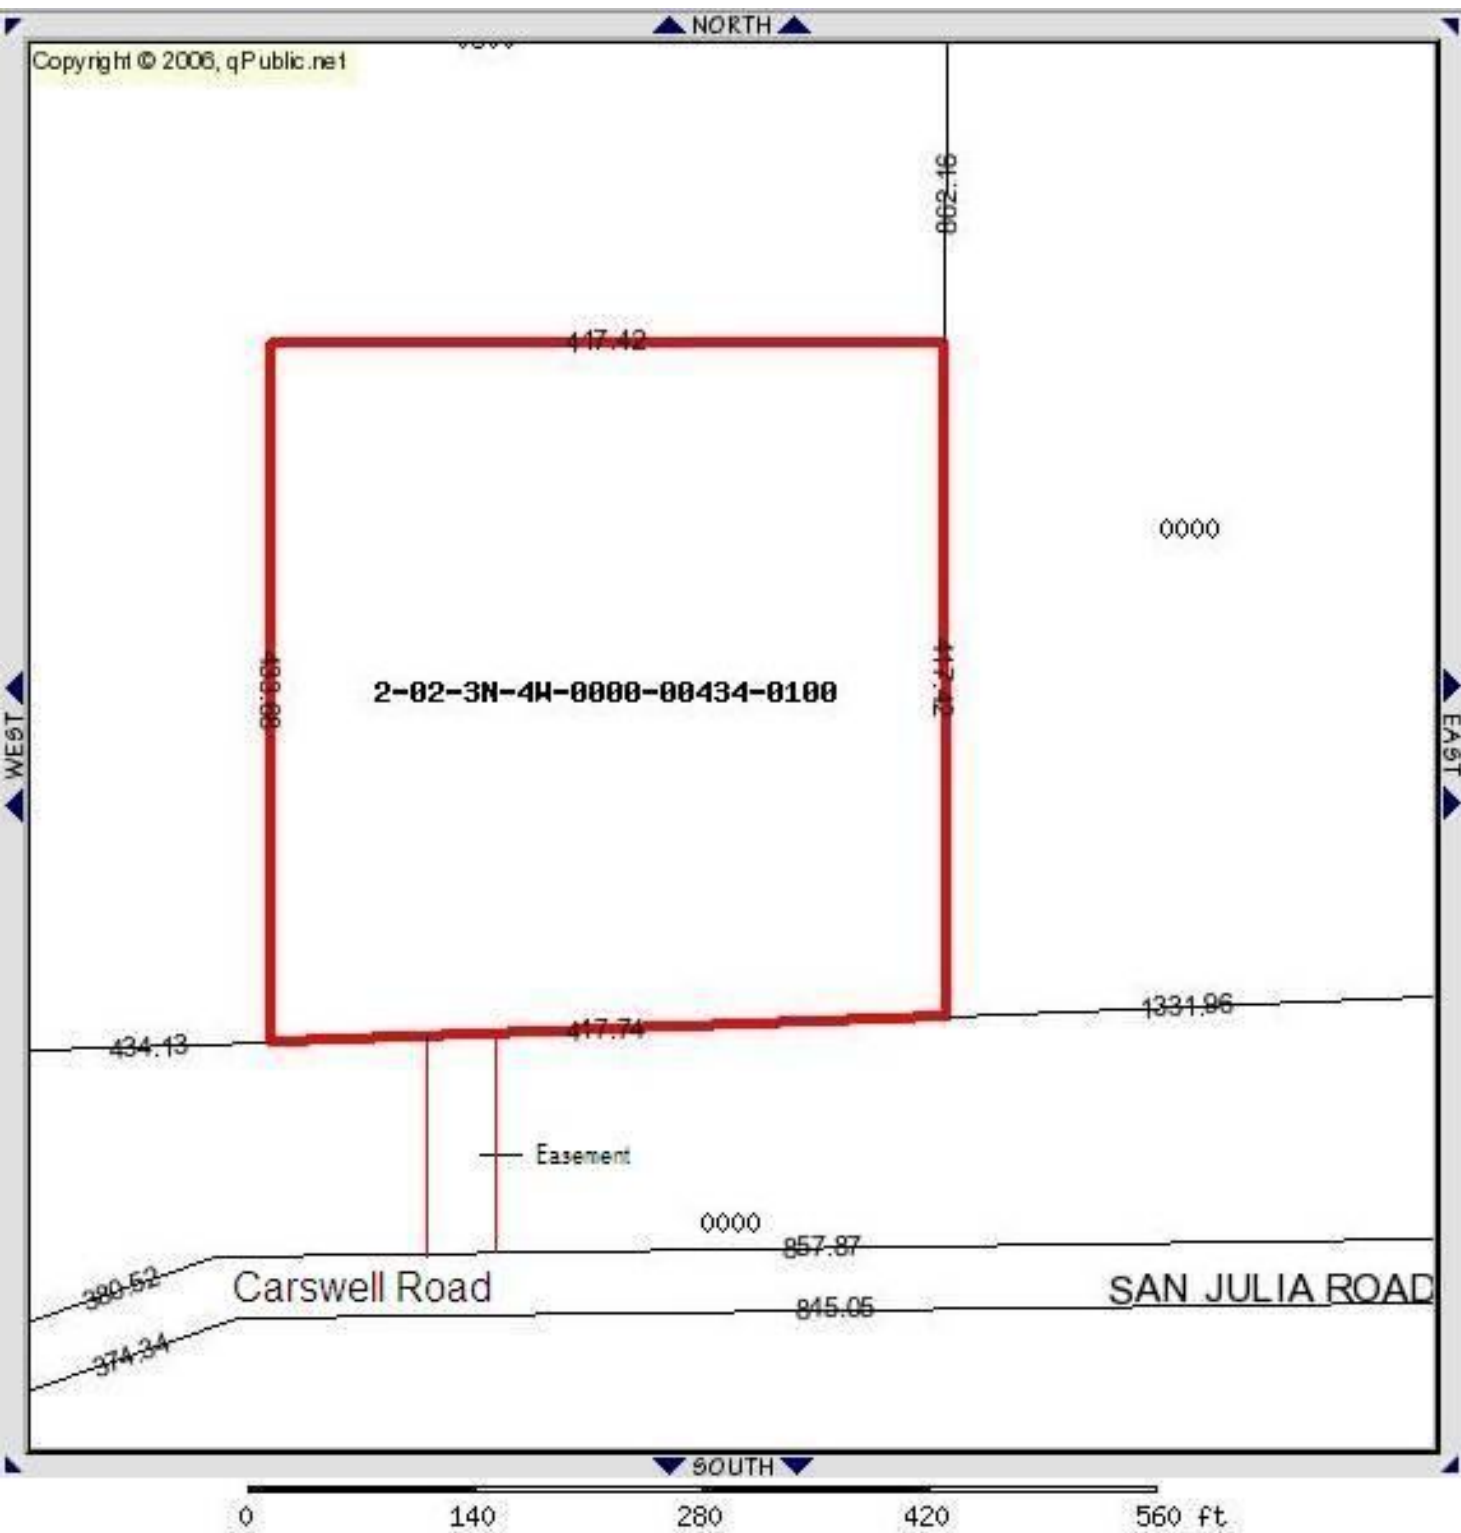 NORTH
Copyright © 2006, qPublic.net
862.16
417.42
0000
417.42
2-02-3N-4W-0000-00434-0100
WEST
EAST
1331.96
417.74
434.13
Easement
0000
857.87
380.52
Carswell Road
SAN JULIA ROAD
845.05
374.34
SOUTH
0 140 280 420 560 ft